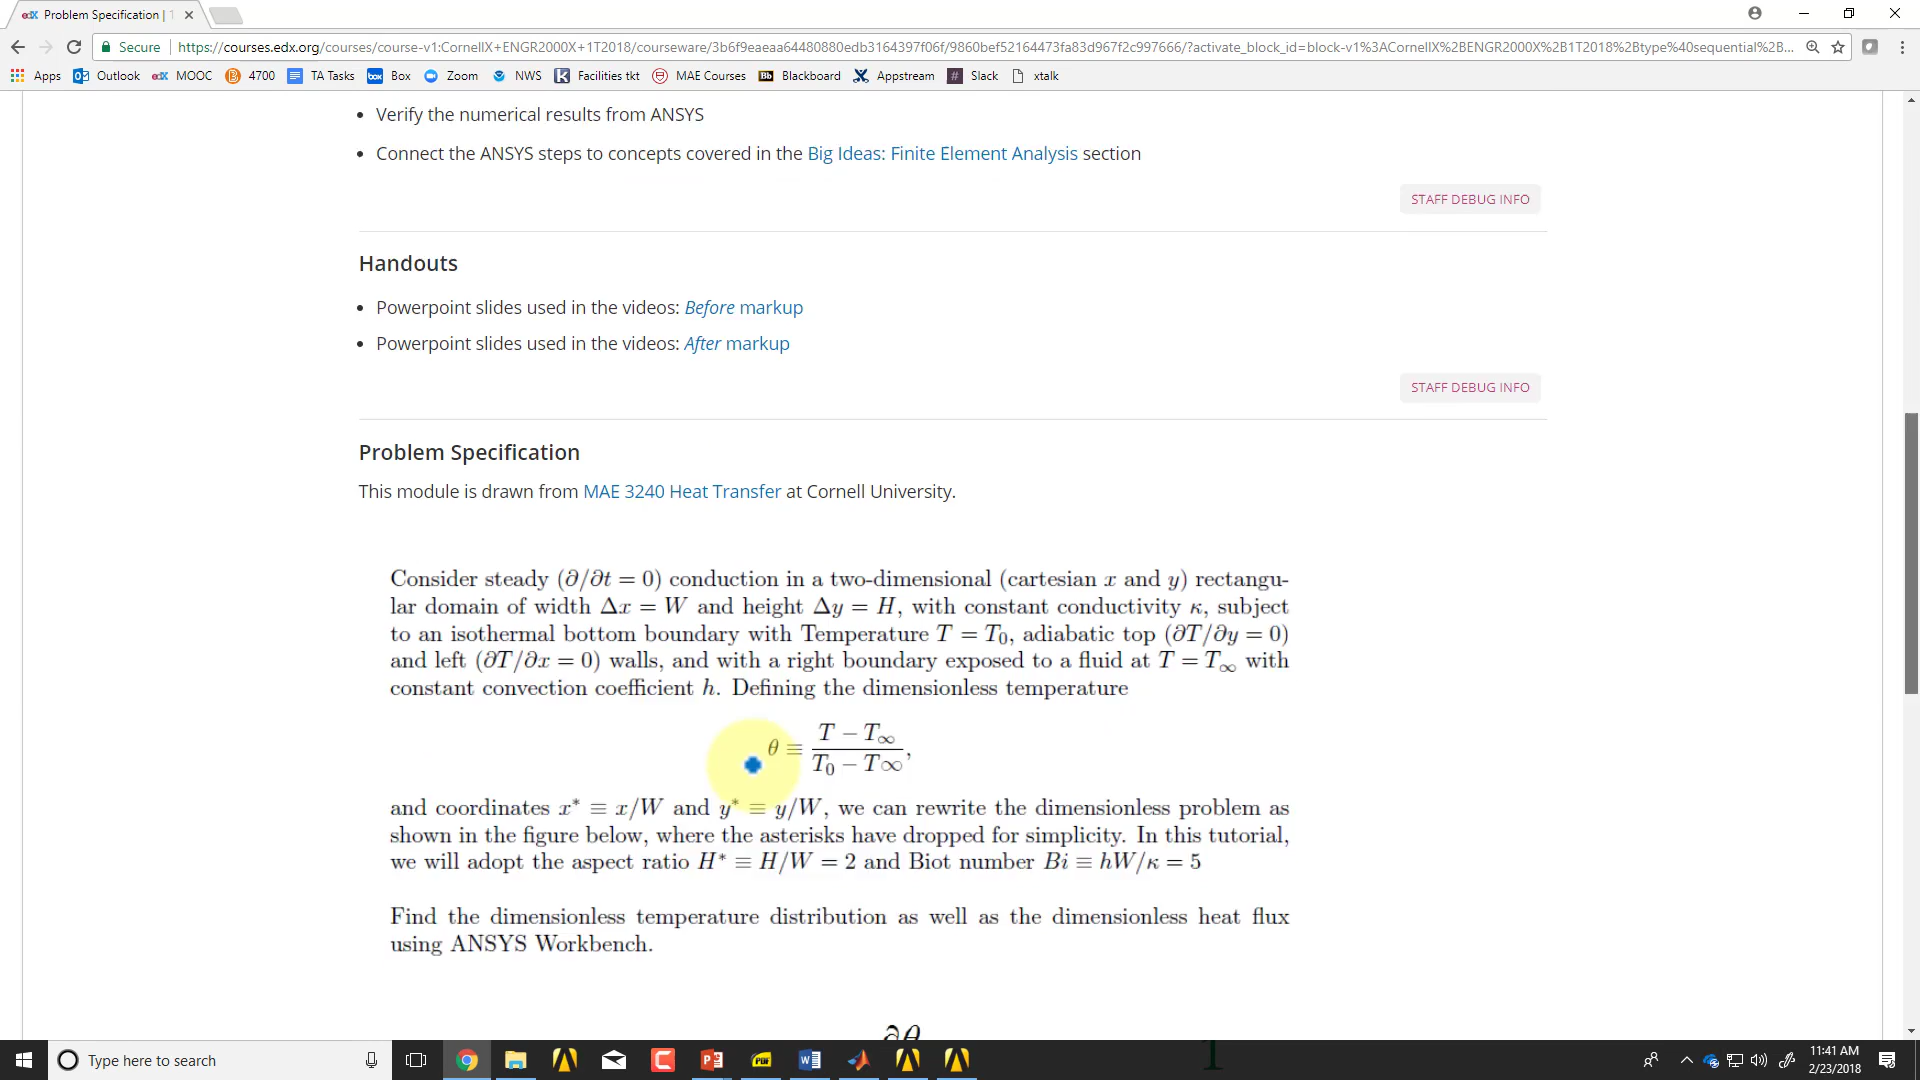 edX Problem Specification | T
Secure https://courses.edx.org/courses/course-v1:CornellX+ENGR2000X+1T2018/courseware/3b6f9eaeaa64480880edb3164397f06f/9860bef52164473fa83d967f2c997666/?activate_block_id=block-v1%3ACornellX%2BENGR2000X%2B1T2018%2Btype%40sequential%2B...
Apps Outlook edX MOOC 4700 TA Tasks box Box Zoom NWS K Facilities tkt MAE Courses Bb Blackboard Appstream # Slack xtalk
• Verify the numerical results from ANSYS
• Connect the ANSYS steps to concepts covered in the Big Ideas: Finite Element Analysis section
STAFF DEBUG INFO
Handouts
• Powerpoint slides used in the videos: Before markup
• Powerpoint slides used in the videos: After markup
STAFF DEBUG INFO
Problem Specification
This module is drawn from MAE 3240 Heat Transfer at Cornell University.
Consider steady (∂/∂t = 0) conduction in a two-dimensional (cartesian x and y) rectangu-
lar domain of width Δx = W and height Δy = H, with constant conductivity κ, subject
to an isothermal bottom boundary with Temperature T = T₀, adiabatic top (∂T/∂y = 0)
and left (∂T/∂x = 0) walls, and with a right boundary exposed to a fluid at T = T∞ with
constant convection coefficient h. Defining the dimensionless temperature
θ ≡ (T − T∞)/(T₀ − T∞),
and coordinates x* ≡ x/W and y* ≡ y/W, we can rewrite the dimensionless problem as
shown in the figure below, where the asterisks have dropped for simplicity. In this tutorial,
we will adopt the aspect ratio H* ≡ H/W = 2 and Biot number Bi ≡ hW/κ = 5
Find the dimensionless temperature distribution as well as the dimensionless heat flux
using ANSYS Workbench.
∂θ
1
Type here to search
11:41 AM
2/23/2018